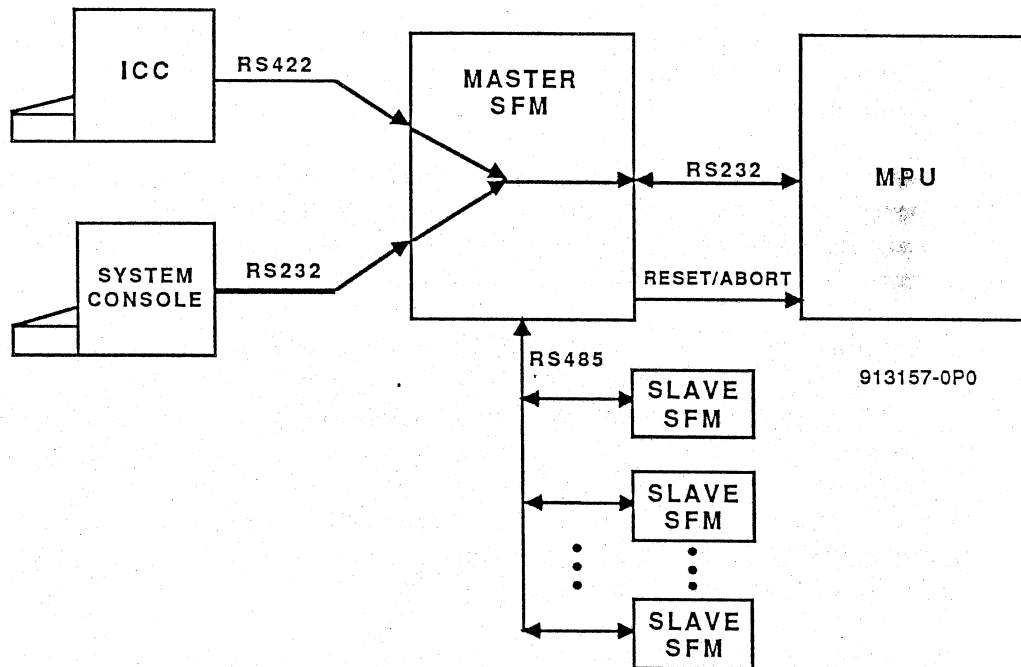 ICC
RS422
MASTER
SFM
RS232
MPU
SYSTEM
CONSOLE
RS232
RESET/ABORT
RS485
913157-0P0
SLAVE
SFM
SLAVE
SFM
SLAVE
SFM